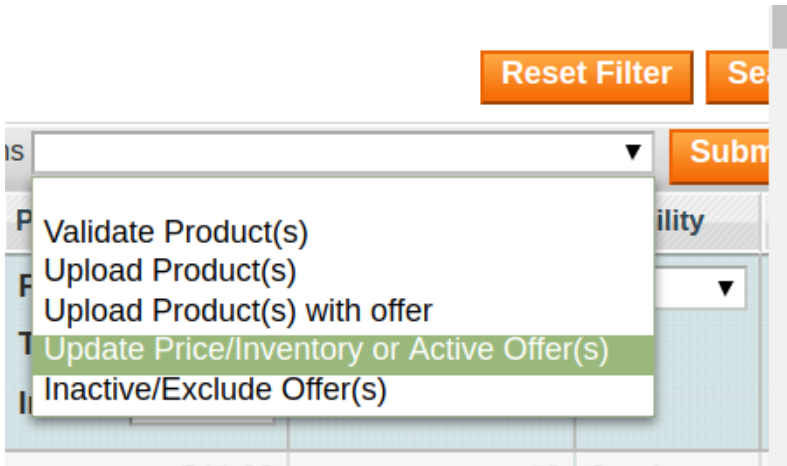 Reset Filter
Validate Product(s)
Upload Product(s)
Upload Product(s) with offer
Update Price/Inventory or Active Offer(s)
Inactive/Exclude Offer(s)